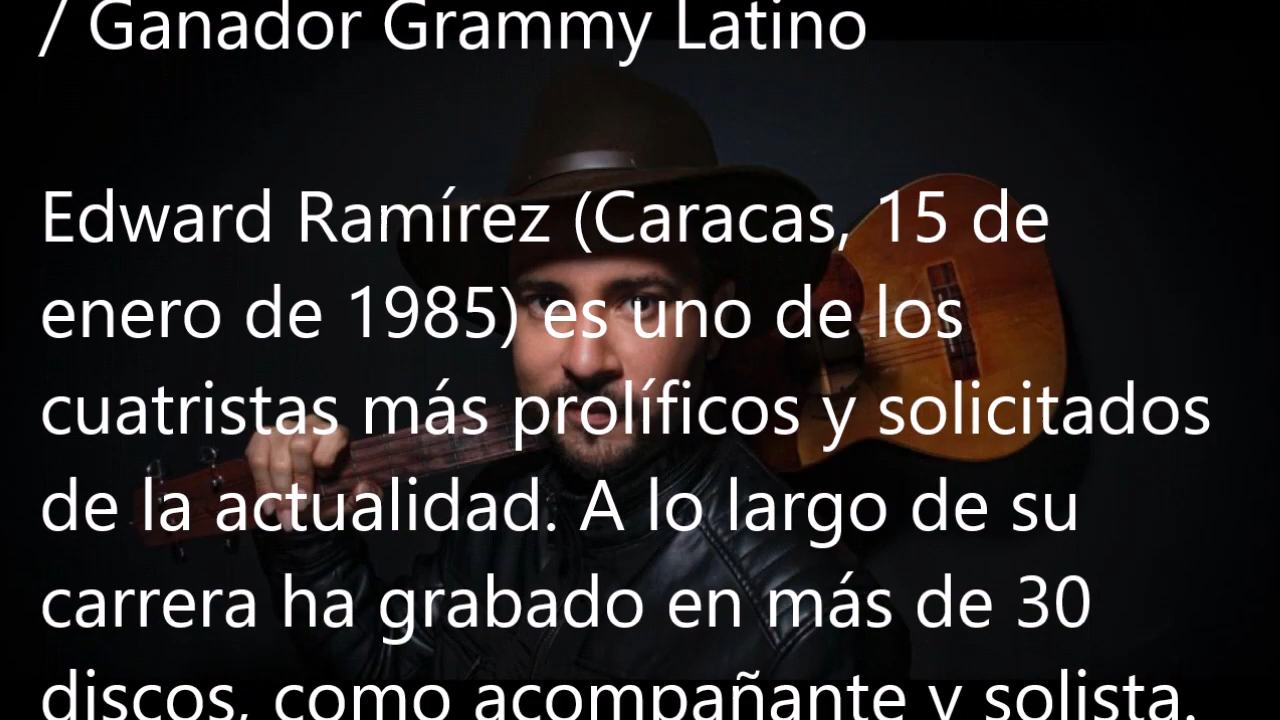 / Ganador Grammy Latino
Edward Ramírez (Caracas, 15 de
enero de 1985) es uno de los
cuatristas más prolíficos y solicitados
de la actualidad. A lo largo de su
carrera ha grabado en más de 30
discos, como acompañante y solista.